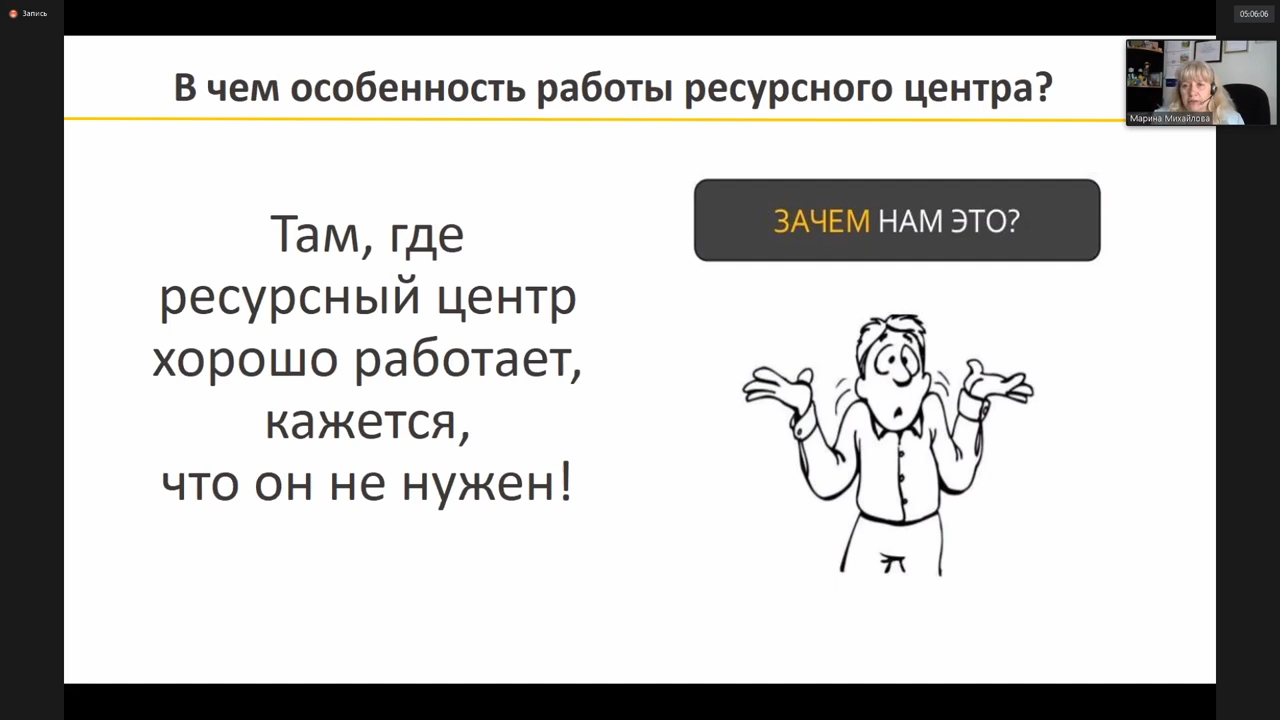 Запись
05:06:06
В чем особенность работы ресурсного центра?
Марина Михайлова
Там, где
ресурсный центр
хорошо работает,
кажется,
что он не нужен!
ЗАЧЕМ НАМ ЭТО?